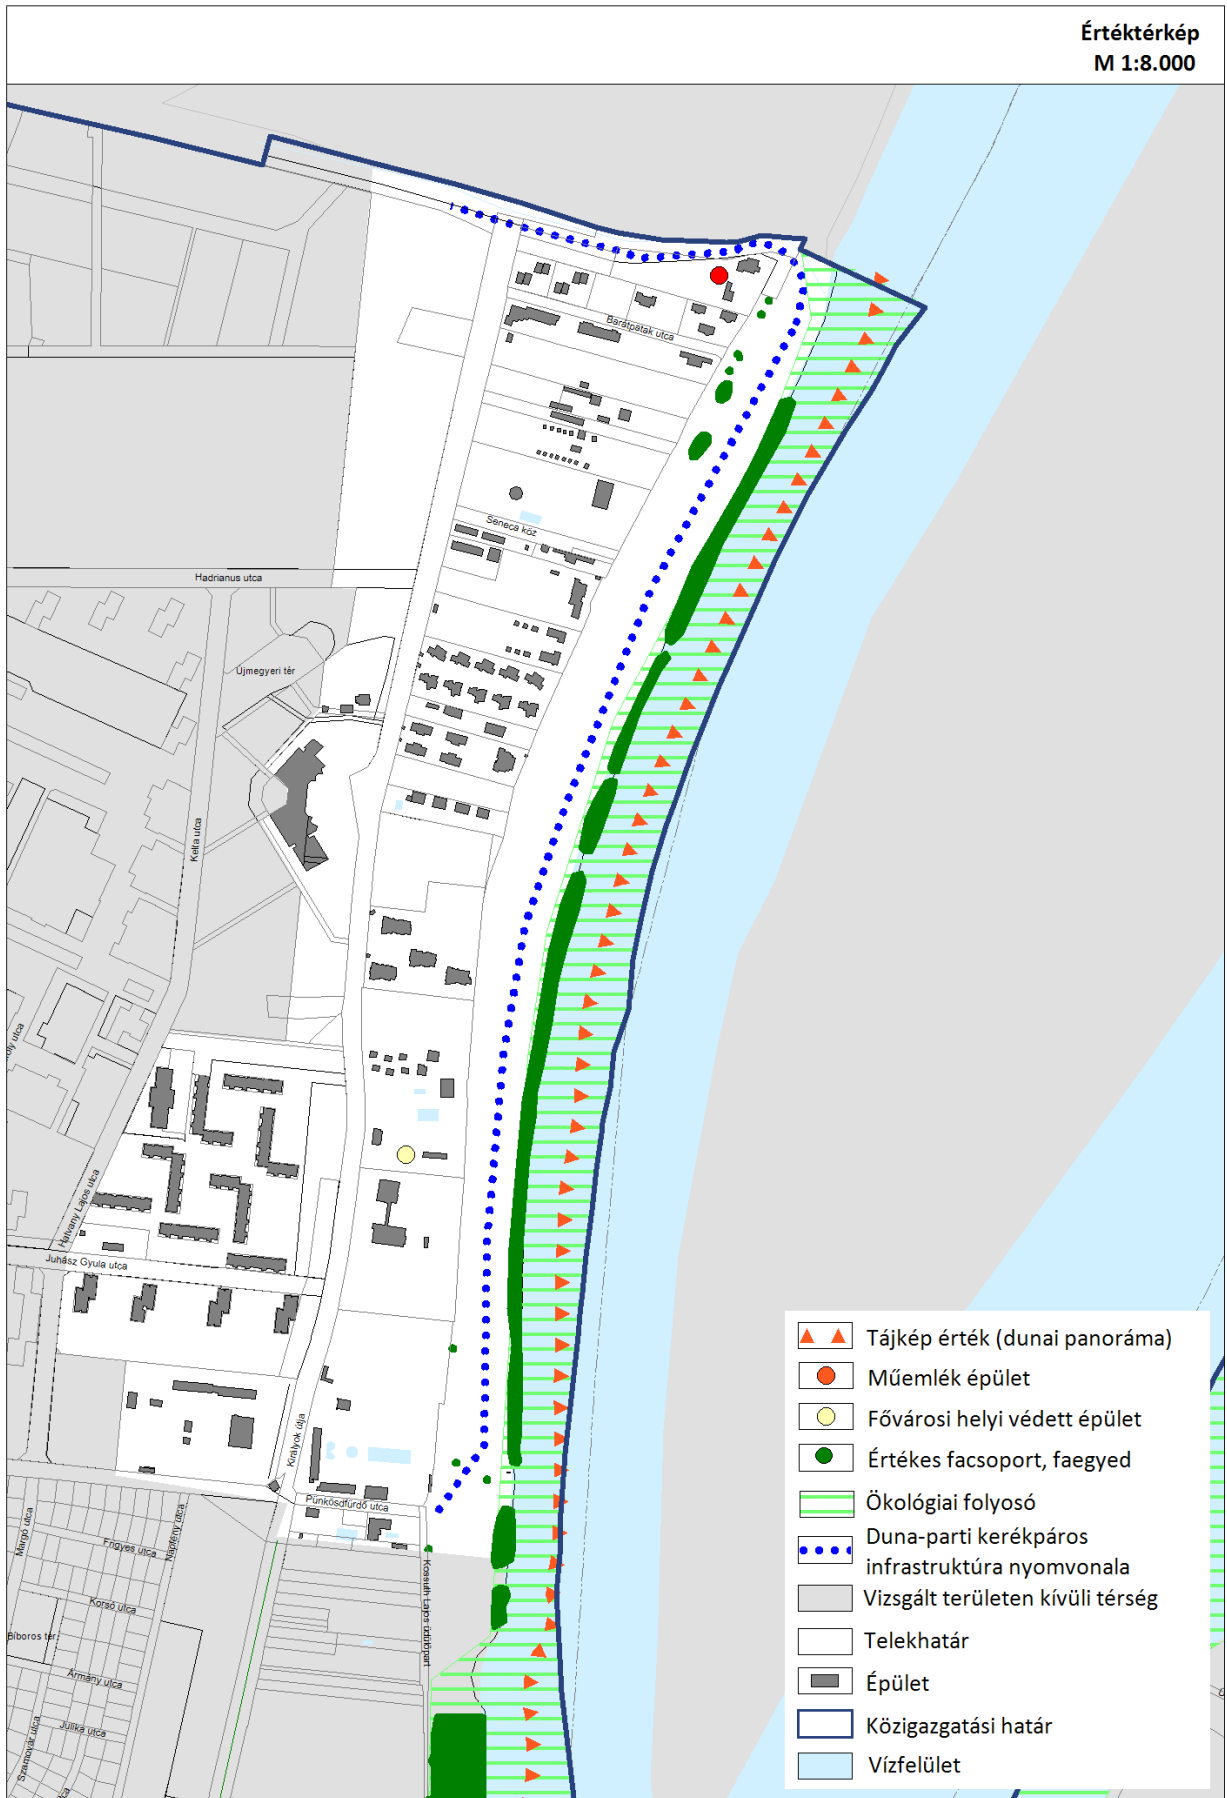 Értéktérkép
M 1:8.000
Barátpatak utca
Seneca köz
Hadrianus utca
Újmegyeri tér
Kelta utca
utca
Hatvany Lajos utca
Juhász Gyula utca
Királyok útja
Pünkösdfürdő utca
Margó utca
Frigyes utca
Napfény utca
Korsó utca
Bíboros tér
Ármány utca
Julika utca
Szamovár utca
Kossuth Lajos üdülőpart
Tájkép érték (dunai panoráma)
Műemlék épület
Fővárosi helyi védett épület
Értékes facsoport, faegyed
Ökológiai folyosó
Duna-parti kerékpáros
infrastruktúra nyomvonala
Vizsgált területen kívüli térség
Telekhatár
Épület
Közigazgatási határ
Vízfelület